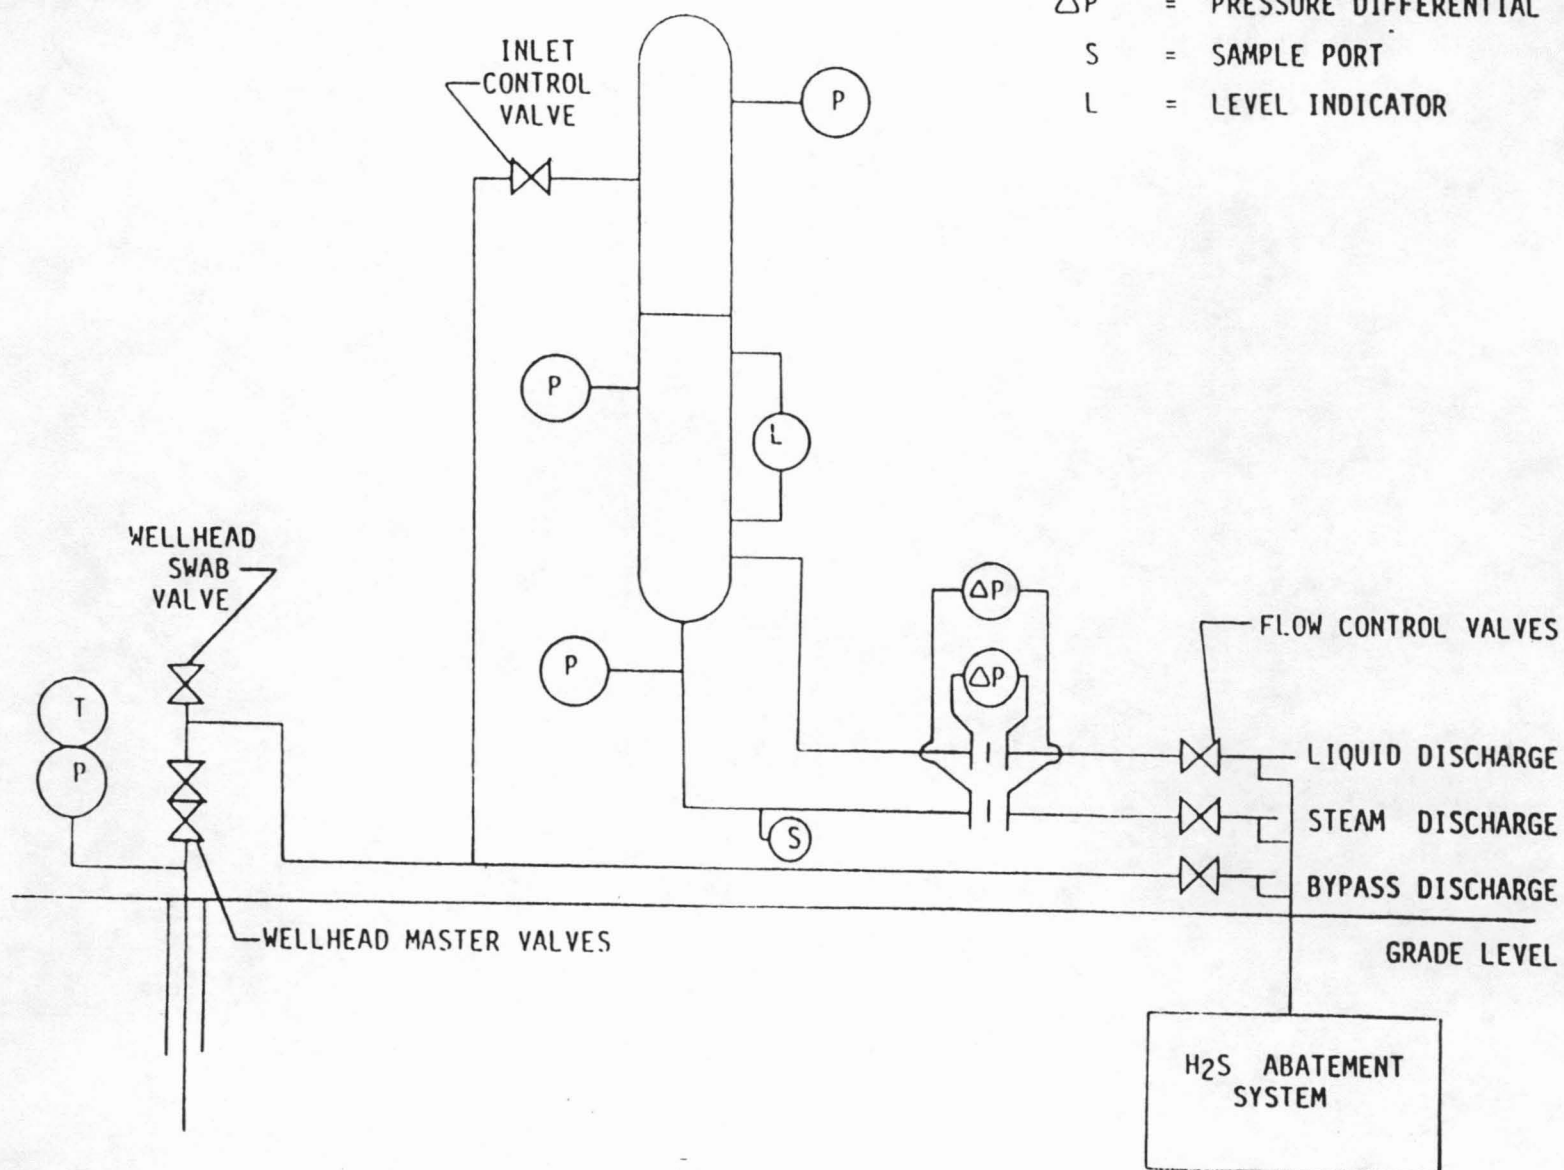 ΔP = PRESSURE DIFFERENTIAL
S = SAMPLE PORT
L = LEVEL INDICATOR
INLET
CONTROL
VALVE
P
P
L
WELLHEAD
SWAB
VALVE
ΔP
FLOW CONTROL VALVES
P
ΔP
T
P
LIQUID DISCHARGE
S
STEAM DISCHARGE
BYPASS DISCHARGE
WELLHEAD MASTER VALVES
GRADE LEVEL
H2S ABATEMENT
SYSTEM